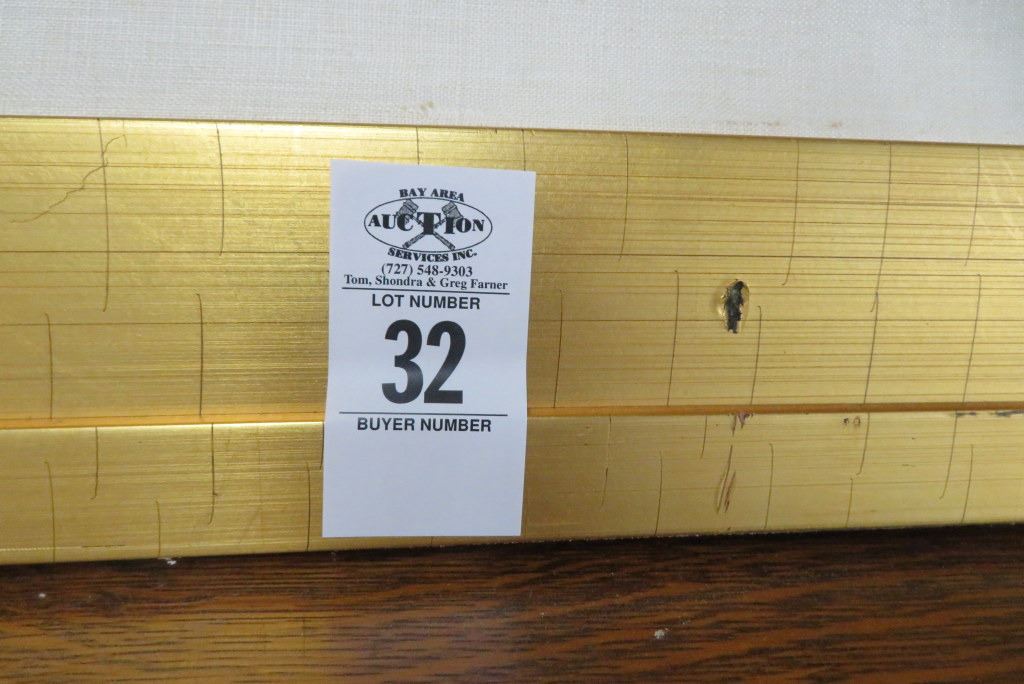 BAY AREA
AUCTION
SERVICES INC.
(727) 548-9303
Tom, Shondra & Greg Farner
LOT NUMBER
32
BUYER NUMBER